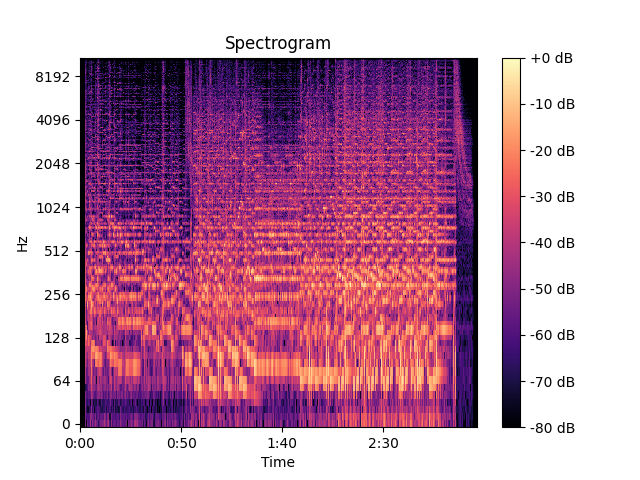 Spectrogram
8192
4096
2048
1024
512
256
128
64
0
Hz
0:00
0:50
1:40
2:30
Time
+0 dB
-10 dB
-20 dB
-30 dB
-40 dB
-50 dB
-60 dB
-70 dB
-80 dB